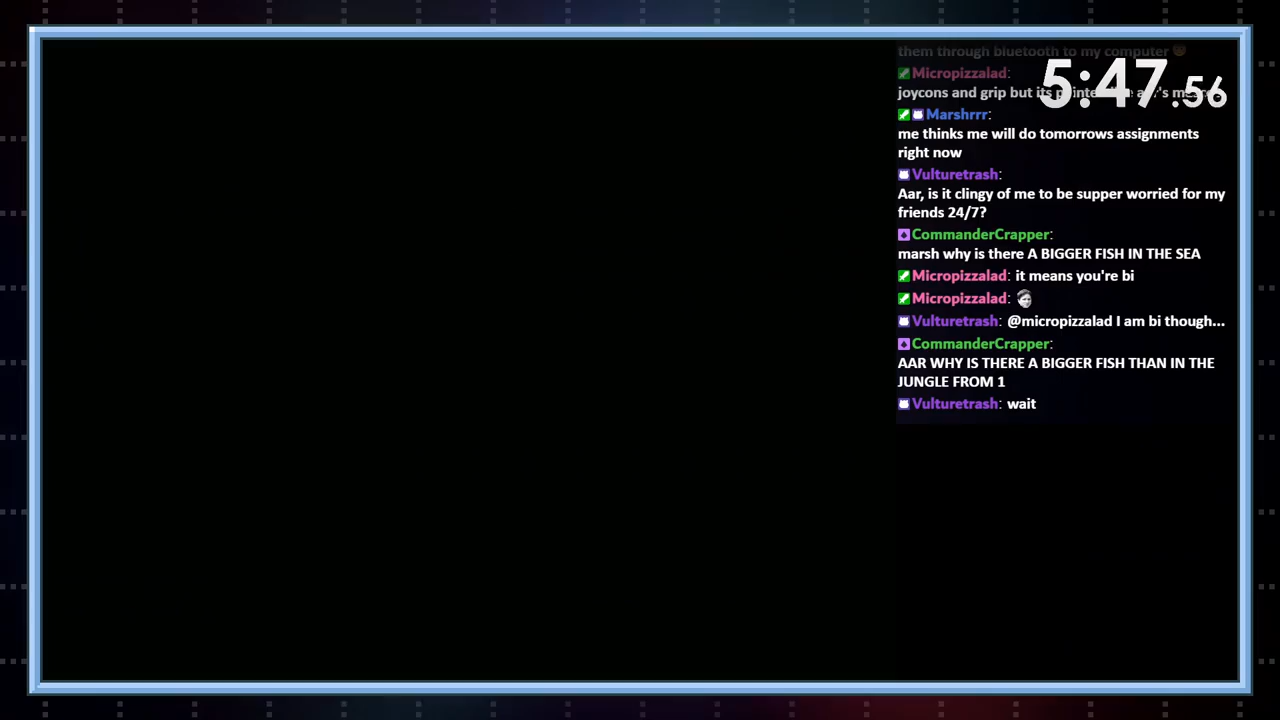 them through bluetooth to my computer
5:47.56
Micropizzalad:
joycons and grip but its
Marshrrr:
me thinks me will do tomorrows assignments
right now
Vulturetrash:
Aar, is it clingy of me to be supper worried for my
friends 24/7?
CommanderCrapper:
marsh why is there A BIGGER FISH IN THE SEA
Micropizzalad: it means you're bi
Micropizzalad:
Vulturetrash: @micropizzalad I am bi though...
CommanderCrapper:
AAR WHY IS THERE A BIGGER FISH THAN IN THE
JUNGLE FROM 1
Vulturetrash: wait